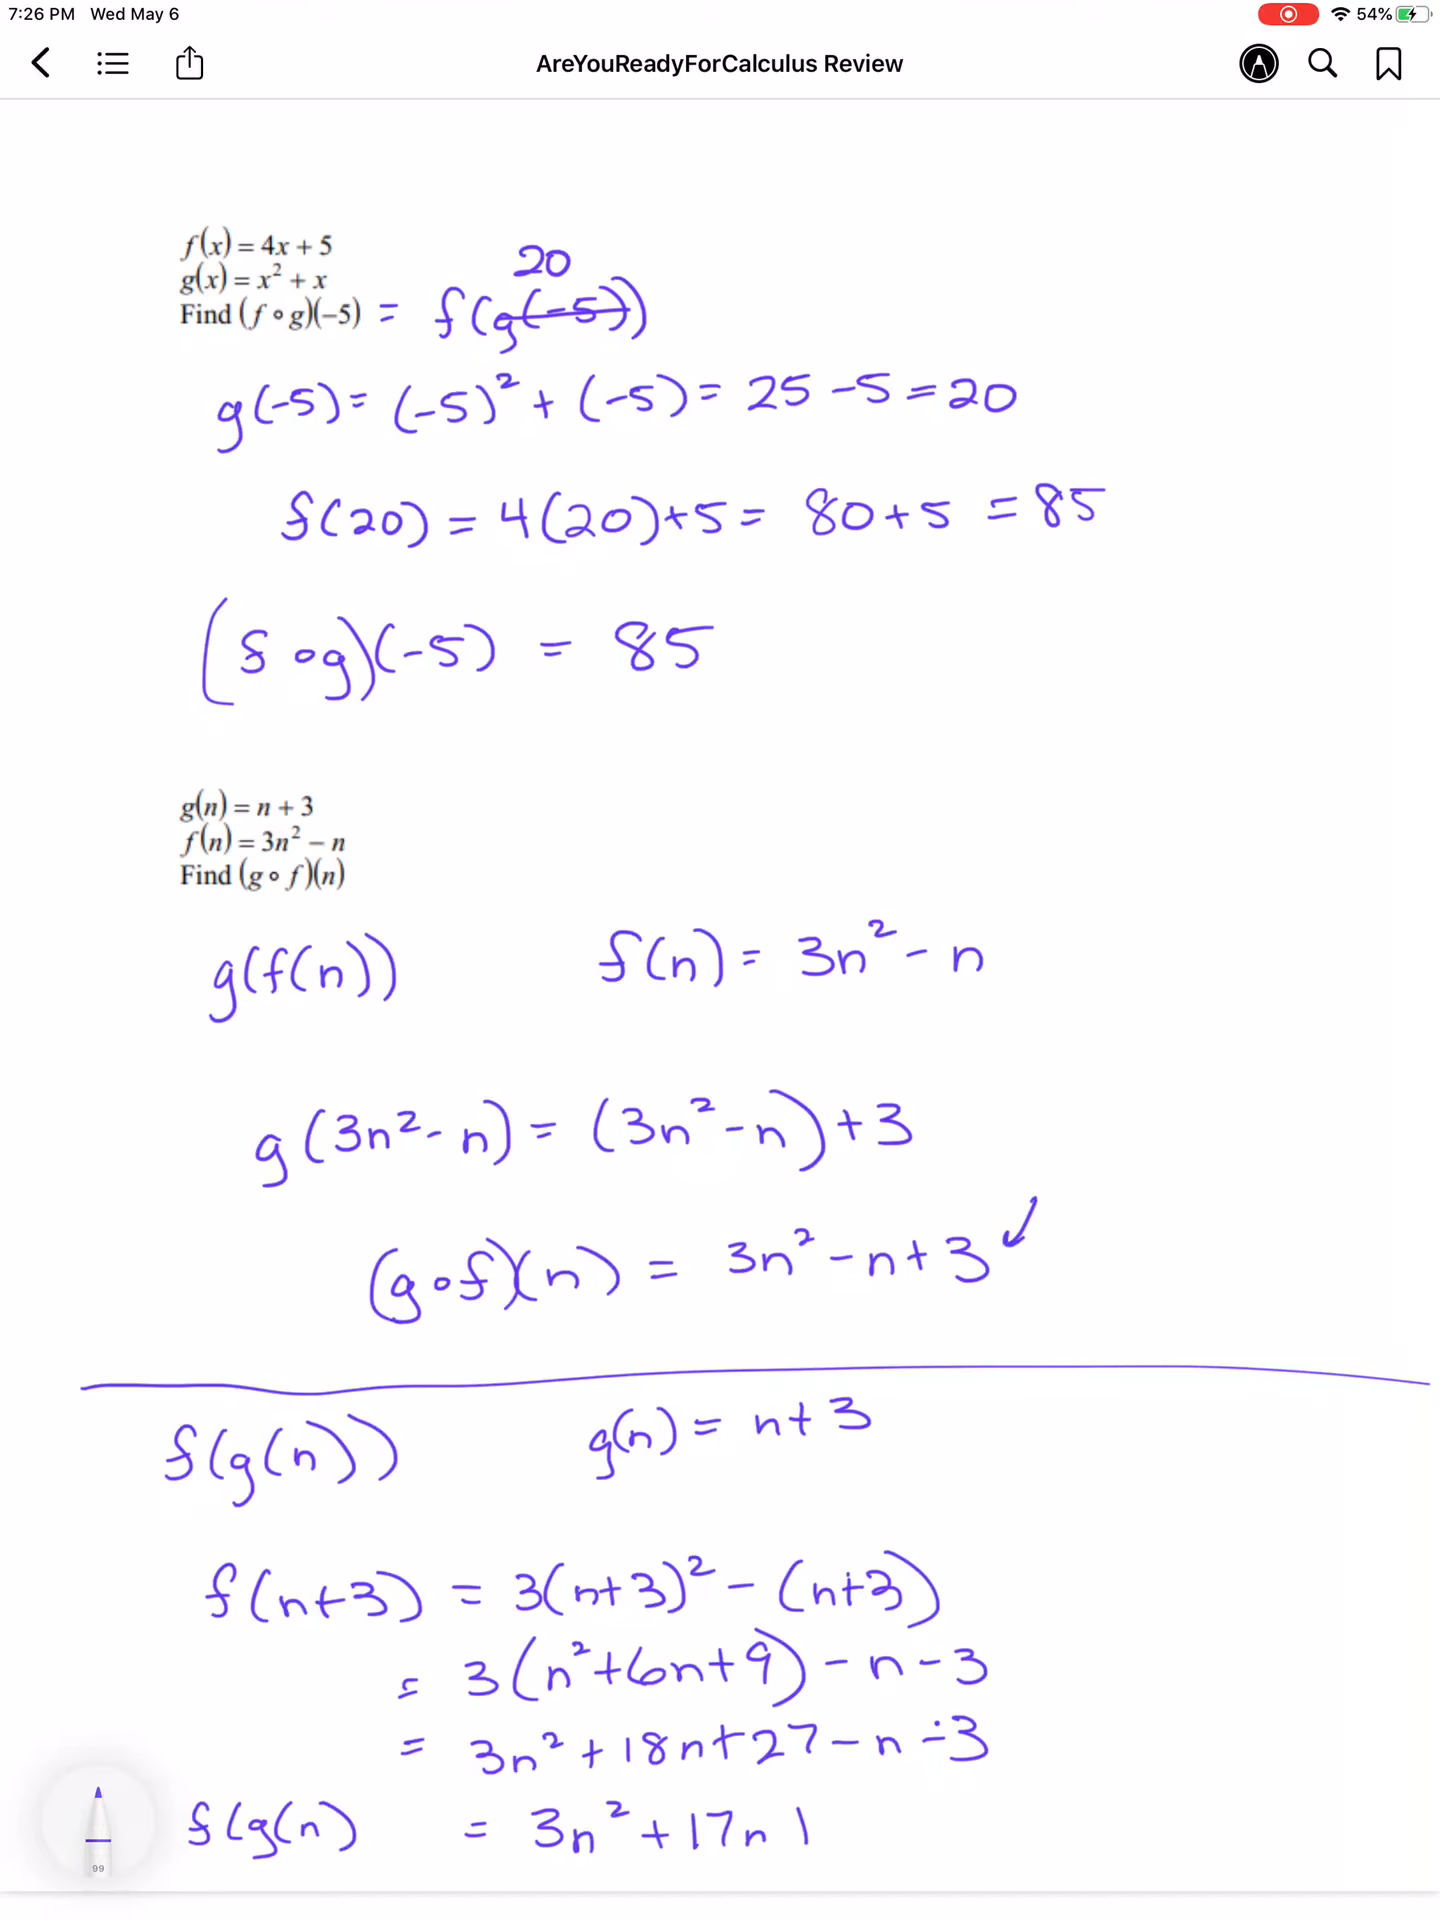 7:26 PM Wed May 6 54%
AreYouReadyForCalculus Review
f(x) = 4x + 5
g(x) = x² + x
20
Find (f ∘ g)(−5) = f(g(-5))
g(-5) = (-5)² + (-5) = 25 - 5 = 20
f(20) = 4(20) + 5 = 80 + 5 = 85
(f ∘ g)(-5) = 85
g(n) = n + 3
f(n) = 3n² − n
Find (g ∘ f)(n)
g(f(n)) f(n) = 3n² - n
g(3n² - n) = (3n² - n) + 3
(g ∘ f)(n) = 3n² - n + 3
f(g(n)) g(n) = n + 3
f(n+3) = 3(n+3)² - (n+3)
= 3(n² + 6n + 9) - n - 3
= 3n² + 18n + 27 - n - 3
f(g(n) = 3n² + 17n
99